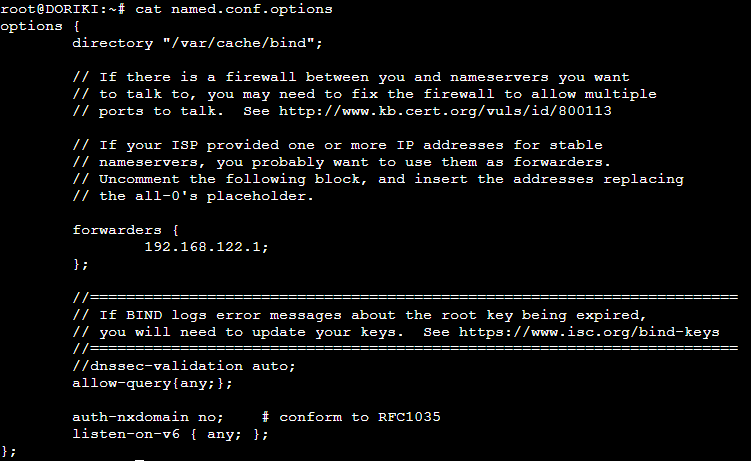 root@DORIKI:~# cat named.conf.options
options {
        directory "/var/cache/bind";

        // If there is a firewall between you and nameservers you want
        // to talk to, you may need to fix the firewall to allow multiple
        // ports to talk.  See http://www.kb.cert.org/vuls/id/800113

        // If your ISP provided one or more IP addresses for stable
        // nameservers, you probably want to use them as forwarders.
        // Uncomment the following block, and insert the addresses replacing
        // the all-0's placeholder.

        forwarders {
                192.168.122.1;
        };

        //========================================================================
        // If BIND logs error messages about the root key being expired,
        // you will need to update your keys.  See https://www.isc.org/bind-keys
        //========================================================================
        //dnssec-validation auto;
        allow-query{any;};

        auth-nxdomain no;    # conform to RFC1035
        listen-on-v6 { any; };
};